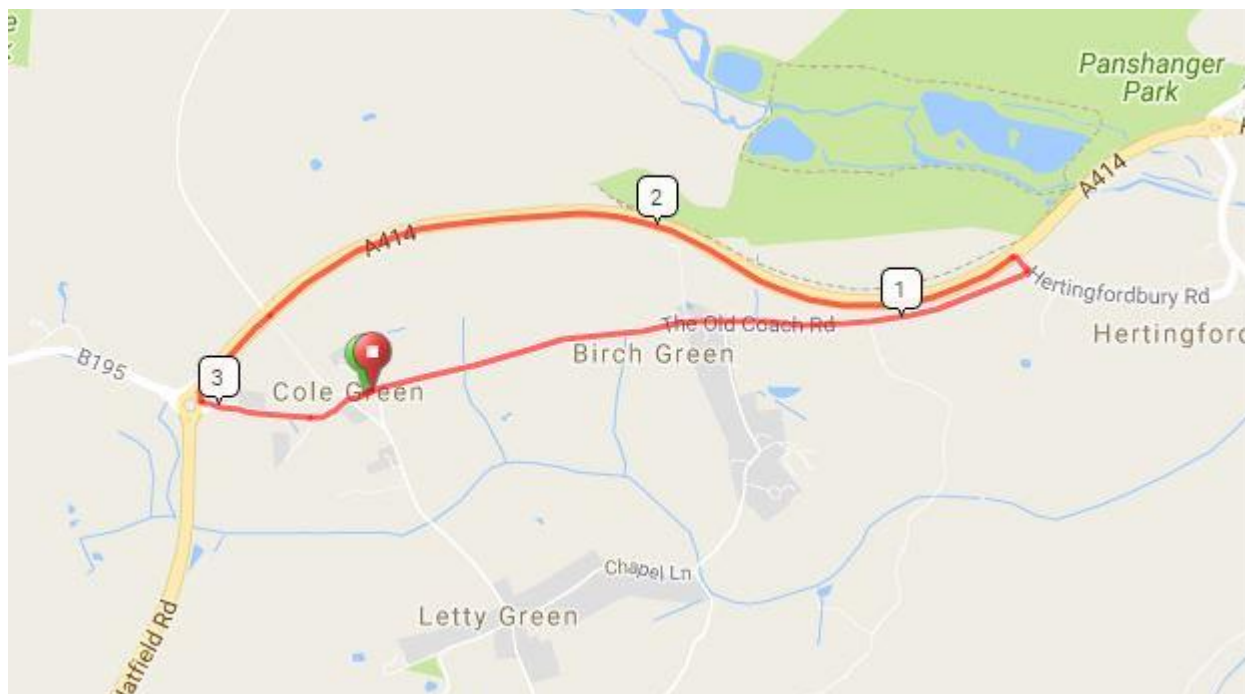 Panshanger
Park
A414
2
A414
1
Hertingfordbury Rd
The Old Coach Rd
Hertingford
Birch Green
B195
3
Cole Green
Chapel Ln
Letty Green
atfield Rd